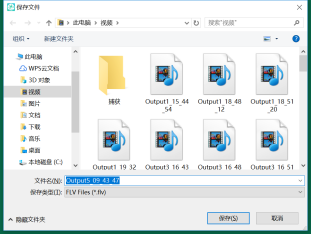 保存文件
此电脑 > 视频 >
搜索"视频"
组织
新建文件夹
此电脑
WPS云文档
3D 对象
视频
图片
文档
下载
音乐
桌面
本地磁盘 (C:)
捕获
Output1_15_44_54
Output1_18_48_12
Output1_18_51_20
Output1_19_32
Output3_16_43
Output3_16_48
Output3_16_51
文件名(N):
Output5_09_43_47
保存类型(T):
FLV Files (*.flv)
隐藏文件夹
保存(S)
取消